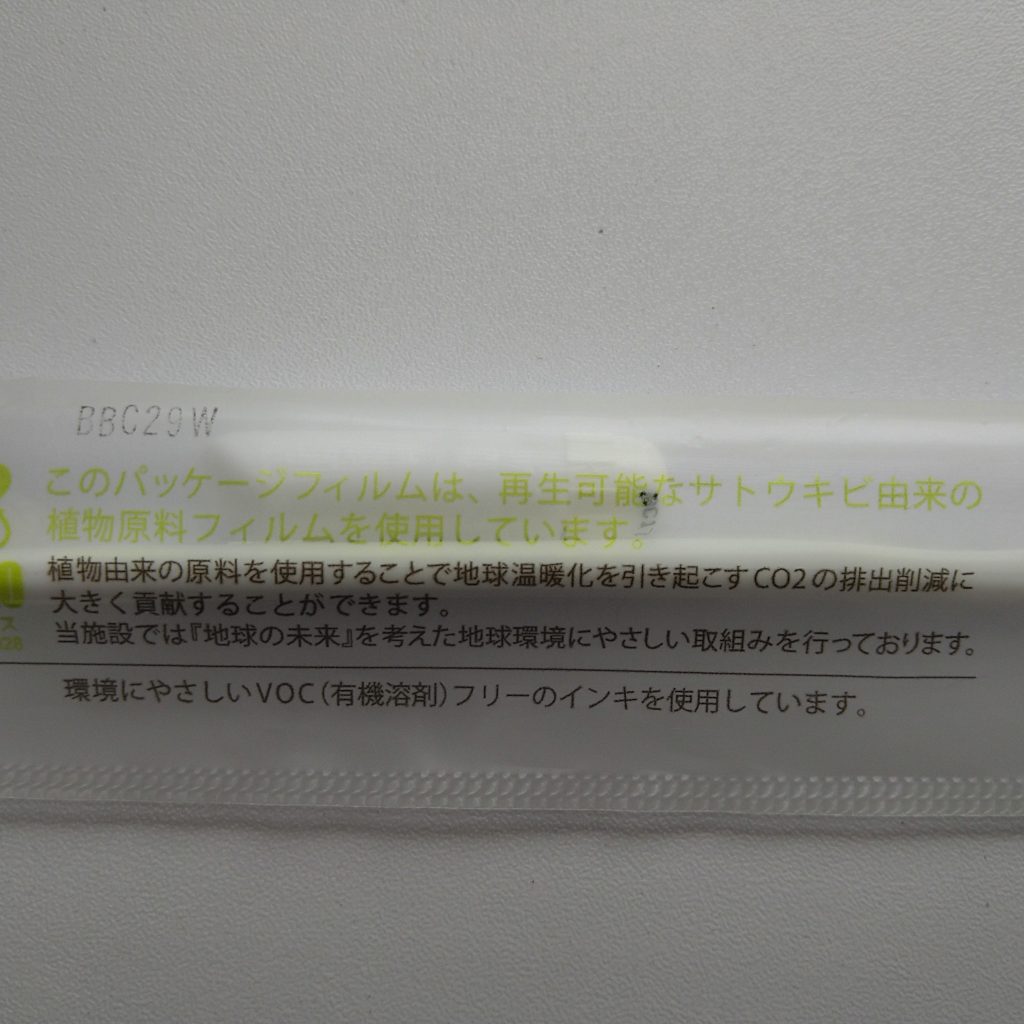 BBC29W
このパッケージフィルムは、再生可能なサトウキビ由来の
植物原料フィルムを使用しています。
植物由来の原料を使用することで地球温暖化を引き起こすCO2の排出削減に
大きく貢献することができます。
当施設では『地球の未来』を考えた地球環境にやさしい取組みを行っております。
環境にやさしいVOC（有機溶剤）フリーのインキを使用しています。